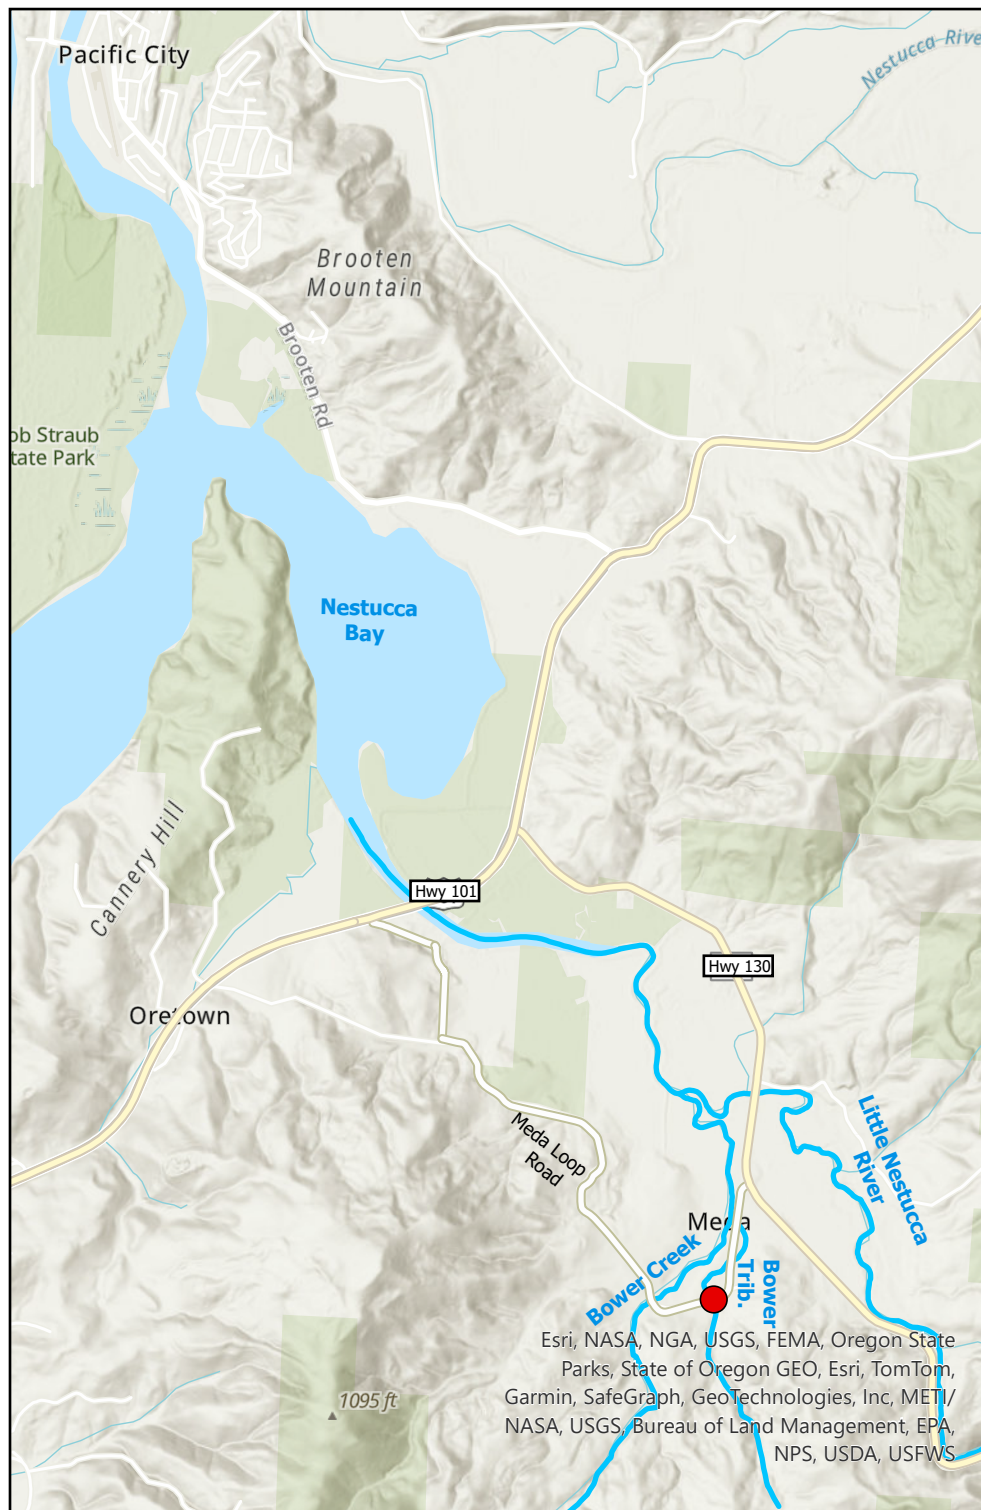 Pacific City
Nestucca Rive
Brooten
Mountain
Brooten Rd
ob Straub
tate Park
Nestucca
Bay
Cannery Hill
Hwy 101
Hwy 130
Oretown
Meda Loop
Road
Little Nestucca
River
Meda
Bower Creek
Bower
Trib.
Esri, NASA, NGA, USGS, FEMA, Oregon State
Parks, State of Oregon GEO, Esri, TomTom,
Garmin, SafeGraph, GeoTechnologies, Inc, METI/
NASA, USGS, Bureau of Land Management, EPA,
NPS, USDA, USFWS
1095 ft